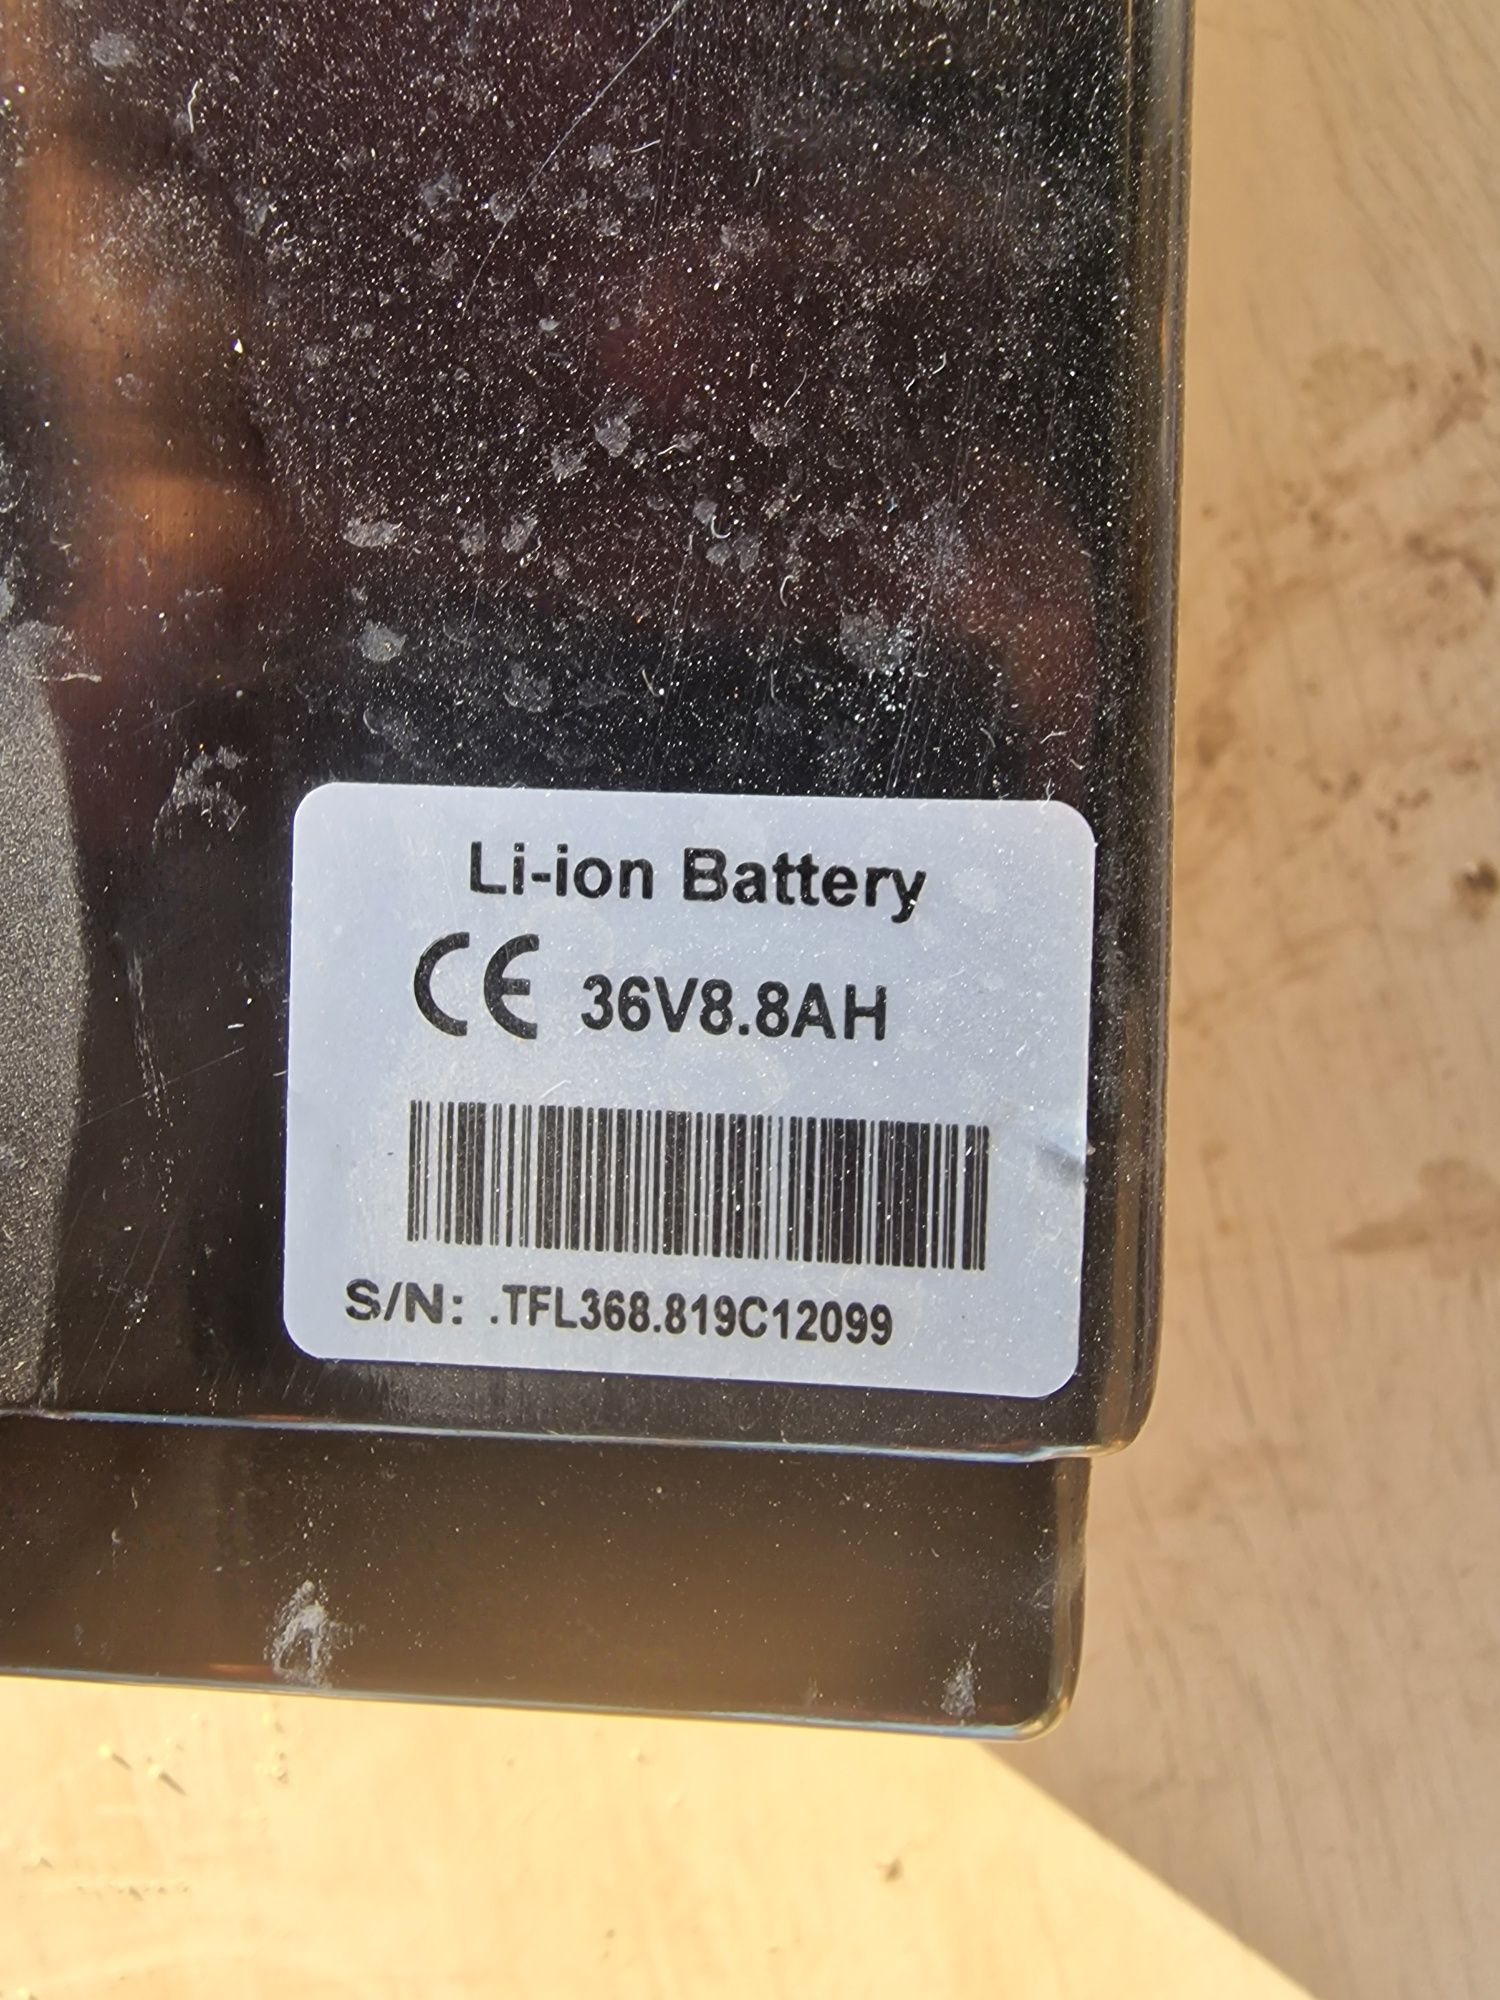 Li-ion Battery
CE 36V8.8AH
S/N: .TFL368.819C12099